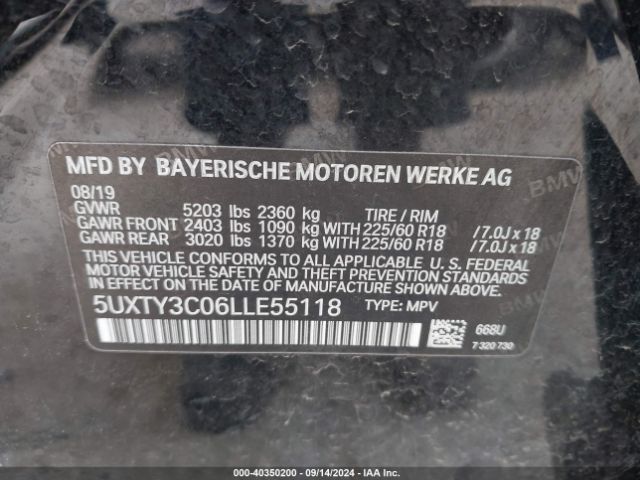 MFD BY BAYERISCHE MOTOREN WERKE AG
08/19
GVWR 5203 lbs 2360 kg TIRE / RIM
GAWR FRONT 2403 lbs 1090 kg WITH 225/60 R18 /7.0J x 18
GAWR REAR 3020 lbs 1370 kg WITH 225/60 R18 /7.0J x 18
THIS VEHICLE CONFORMS TO ALL APPLICABLE U. S. FEDERAL
MOTOR VEHICLE SAFETY, BUMPER, AND THEFT PREVENTION STANDARDS
IN EFFECT ON THE DATE OF MANUFACTURE SHOWN ABOVE.
5UXTY3C06LLE55118 TYPE: MPV
668U
7 320 730
000-40350200 - 09/14/2024 - IAA Inc.